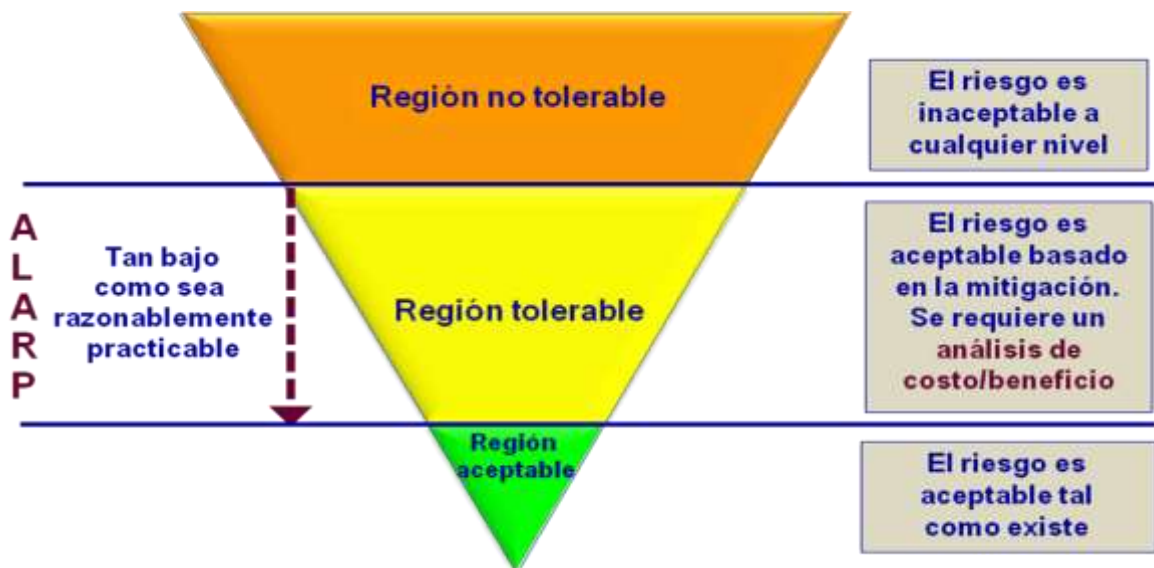 Región no tolerable
El riesgo es
inaceptable a
cualquier nivel
A
L
A
R
P
Tan bajo
como sea
razonablemente
practicable
Región tolerable
El riesgo es
aceptable basado
en la mitigación.
Se requiere un
análisis de
costo/beneficio
Región
aceptable
El riesgo es
aceptable tal
como existe